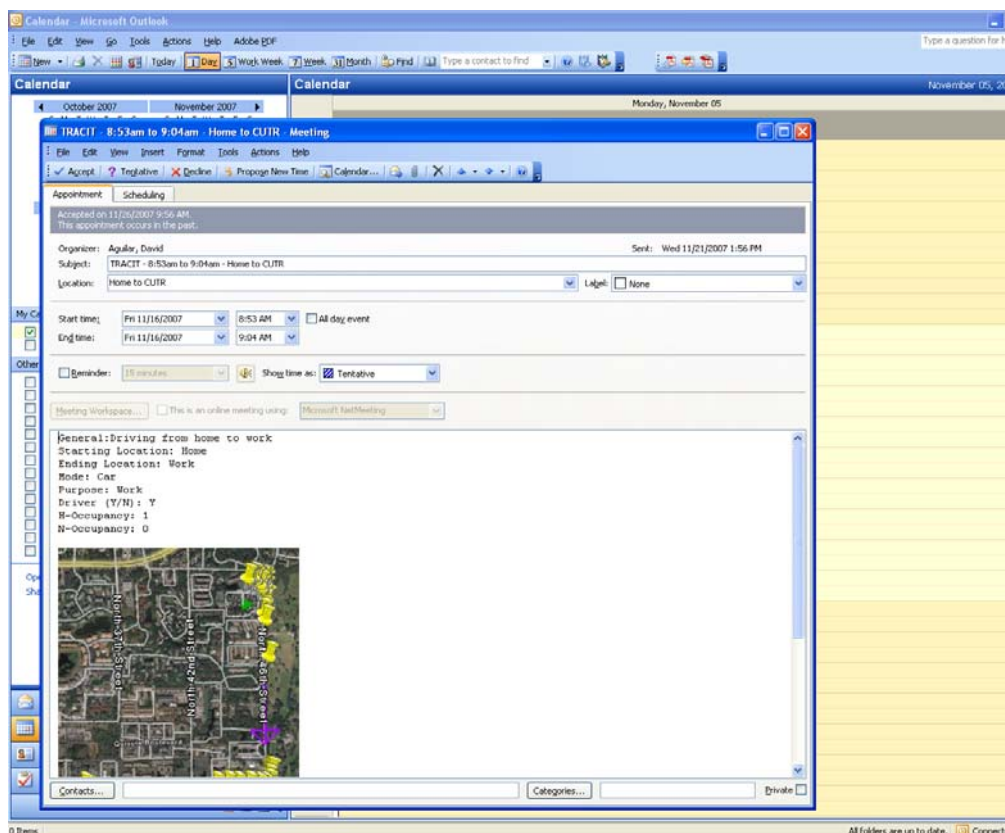 Calendar - Microsoft Outlook
File Edit View Go Tools Actions Help Adobe PDF
Type a question for h
New Today 1 Day 5 Work Week 7 Week 31 Month Find Type a contact to find
Calendar
Calendar
November 05, 20
October 2007 November 2007
Monday, November 05
TRACIT - 8:53am to 9:04am - Home to CUTR - Meeting
File Edit View Insert Format Tools Actions Help
Accept Tentative Decline Propose New Time Calendar...
Appointment Scheduling
Accepted on 11/26/2007 9:56 AM.
This appointment occurs in the past.
Organizer: Aguilar, David Sent: Wed 11/21/2007 1:56 PM
Subject: TRACIT - 8:53am to 9:04am - Home to CUTR
Location: Home to CUTR Label: None
My Ca
Start time: Fri 11/16/2007 8:53 AM All day event
End time: Fri 11/16/2007 9:04 AM
Other
Reminder: 15 minutes Show time as: Tentative
Meeting Workspace... This is an online meeting using: Microsoft NetMeeting
General:Driving from home to work
Starting Location: Home
Ending Location: Work
Mode: Car
Purpose: Work
Driver (Y/N): Y
H-Occupancy: 1
N-Occupancy: 0
Ope
Sha
North 37th Street
North 42nd Street
North 46th Street
Contacts... Categories... Private
0 Items
All folders are up to date. Connect